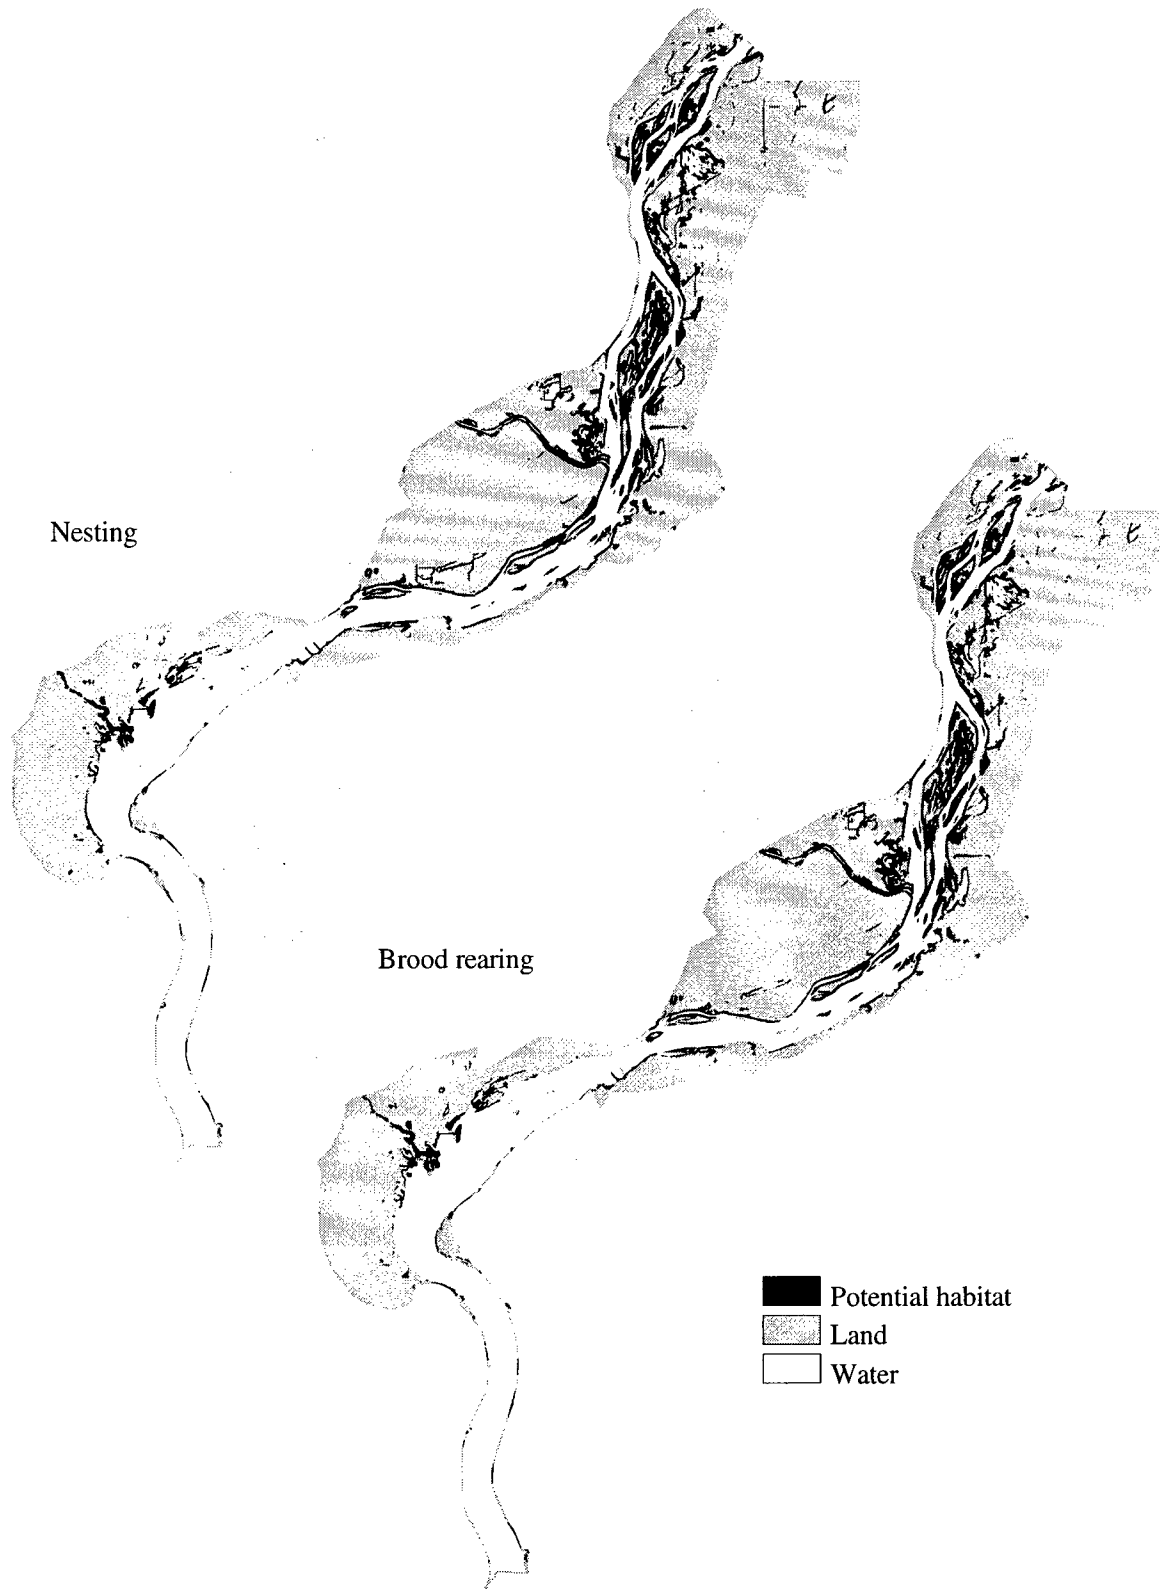 Nesting
Brood rearing
Potential habitat
Land
Water